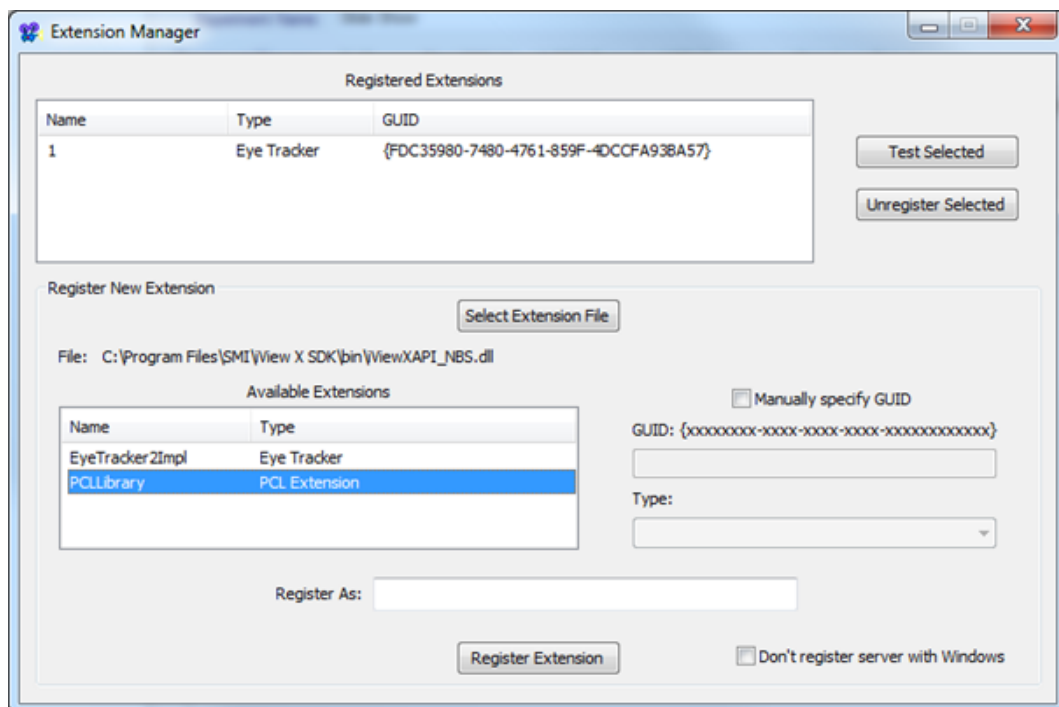 Extension Manager
Registered Extensions
Name Type GUID
1 Eye Tracker {FDC35980-7480-4761-859F-4DCCFA93BA57}
Test Selected
Unregister Selected
Register New Extension
Select Extension File
File: C:\Program Files\SMI\iView X SDK\bin\iViewXAPI_NBS.dll
Available Extensions
Manually specify GUID
Name Type
GUID: {xxxxxxxx-xxxx-xxxx-xxxx-xxxxxxxxxxxx}
EyeTracker2Impl Eye Tracker
PCLLibrary PCL Extension
Type:
Register As:
Register Extension
Don't register server with Windows